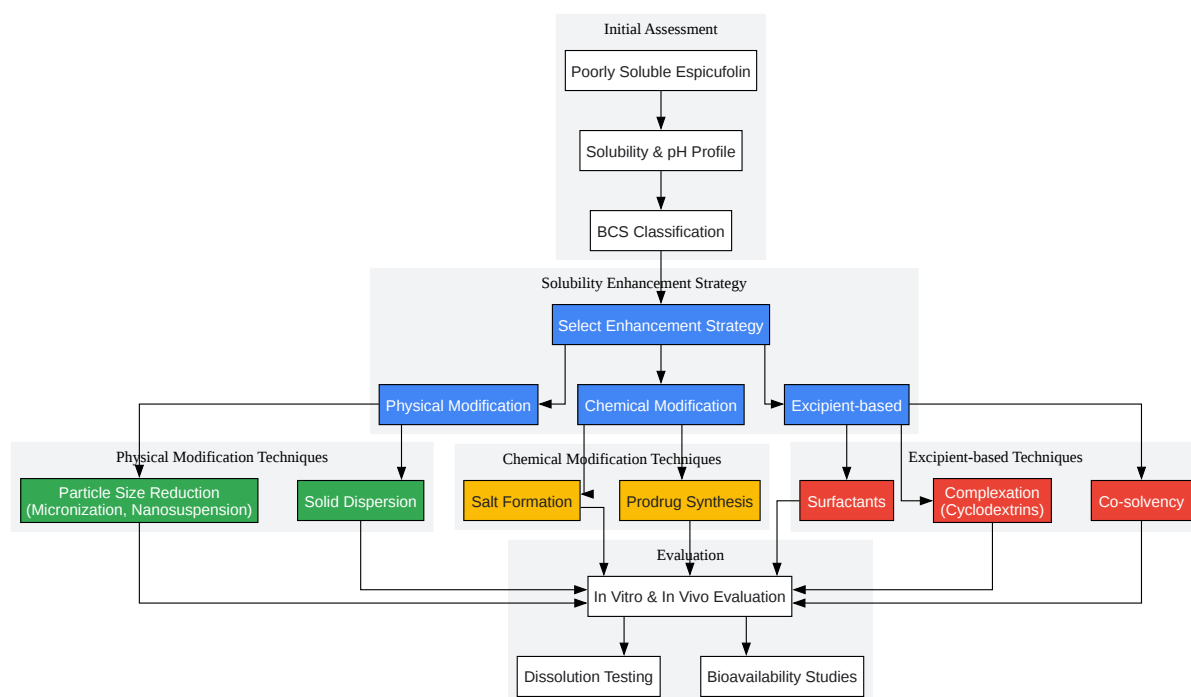 Initial Assessment
Poorly Soluble Espicufolin
Solubility & pH Profile
BCS Classification
Solubility Enhancement Strategy
Select Enhancement Strategy
Physical Modification
Chemical Modification
Excipient-based
Physical Modification Techniques
Chemical Modification Techniques
Excipient-based Techniques
Particle Size Reduction
(Micronization, Nanosuspension)
Solid Dispersion
Salt Formation
Prodrug Synthesis
Surfactants
Complexation
(Cyclodextrins)
Co-solvency
Evaluation
In Vitro & In Vivo Evaluation
Dissolution Testing
Bioavailability Studies